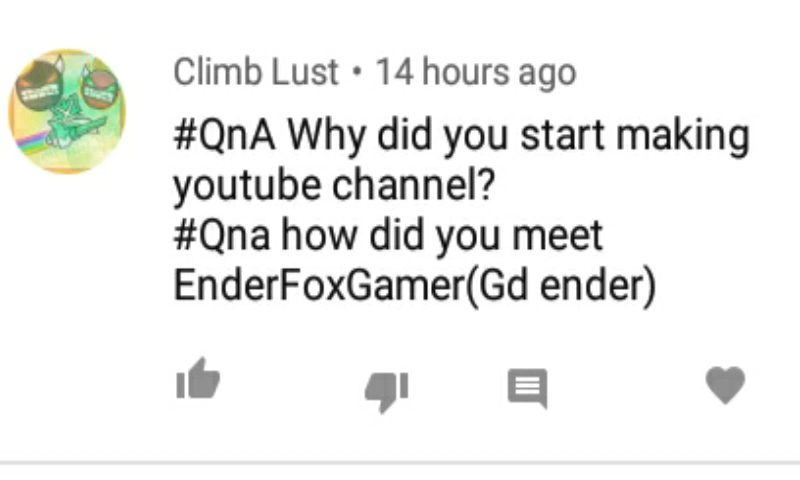 Climb Lust • 14 hours ago
#QnA Why did you start making
youtube channel?
#Qna how did you meet
EnderFoxGamer(Gd ender)